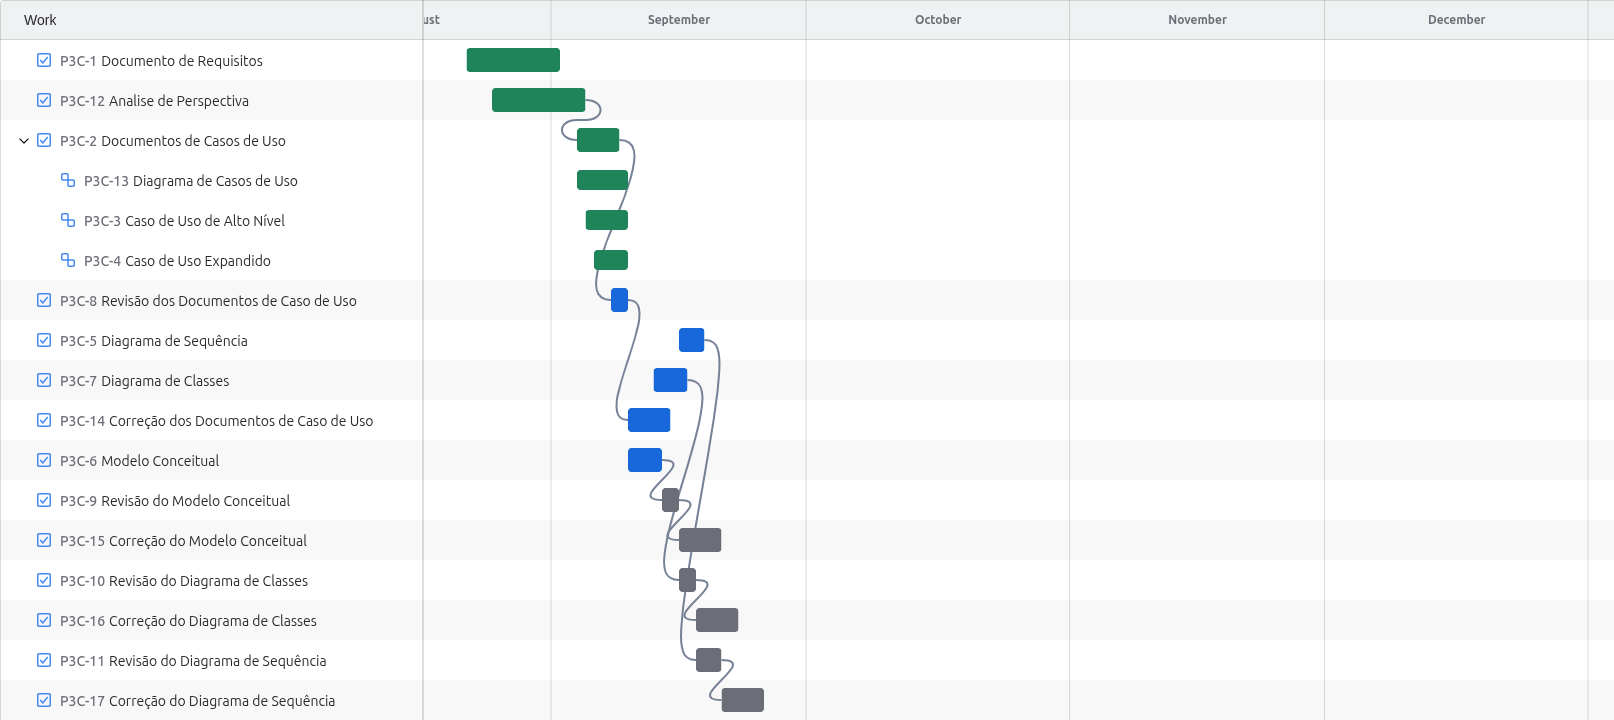 Work ust September October November December
P3C-1 Documento de Requisitos
P3C-12 Analise de Perspectiva
P3C-2 Documentos de Casos de Uso
P3C-13 Diagrama de Casos de Uso
P3C-3 Caso de Uso de Alto Nível
P3C-4 Caso de Uso Expandido
P3C-8 Revisão dos Documentos de Caso de Uso
P3C-5 Diagrama de Sequência
P3C-7 Diagrama de Classes
P3C-14 Correção dos Documentos de Caso de Uso
P3C-6 Modelo Conceitual
P3C-9 Revisão do Modelo Conceitual
P3C-15 Correção do Modelo Conceitual
P3C-10 Revisão do Diagrama de Classes
P3C-16 Correção do Diagrama de Classes
P3C-11 Revisão do Diagrama de Sequência
P3C-17 Correção do Diagrama de Sequência